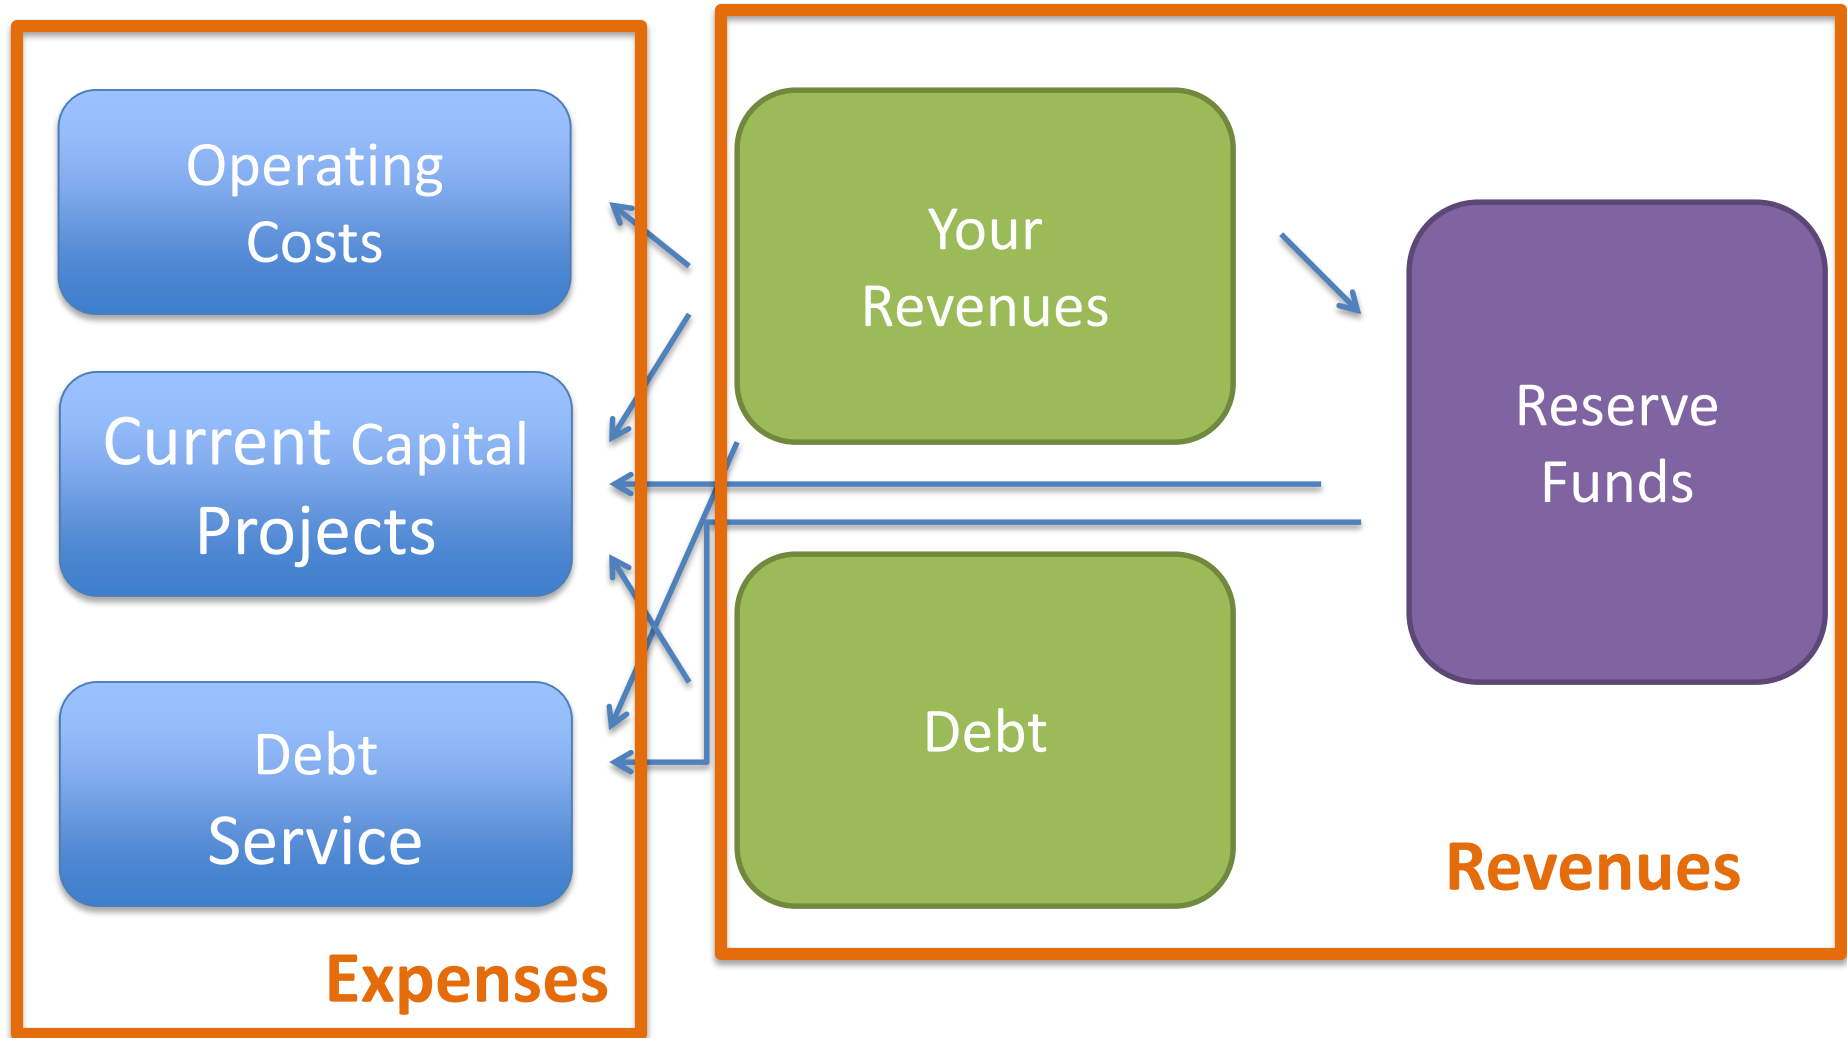 Operating
Costs
Current Capital
Projects
Debt
Service
Expenses
Your
Revenues
Debt
Reserve
Funds
Revenues